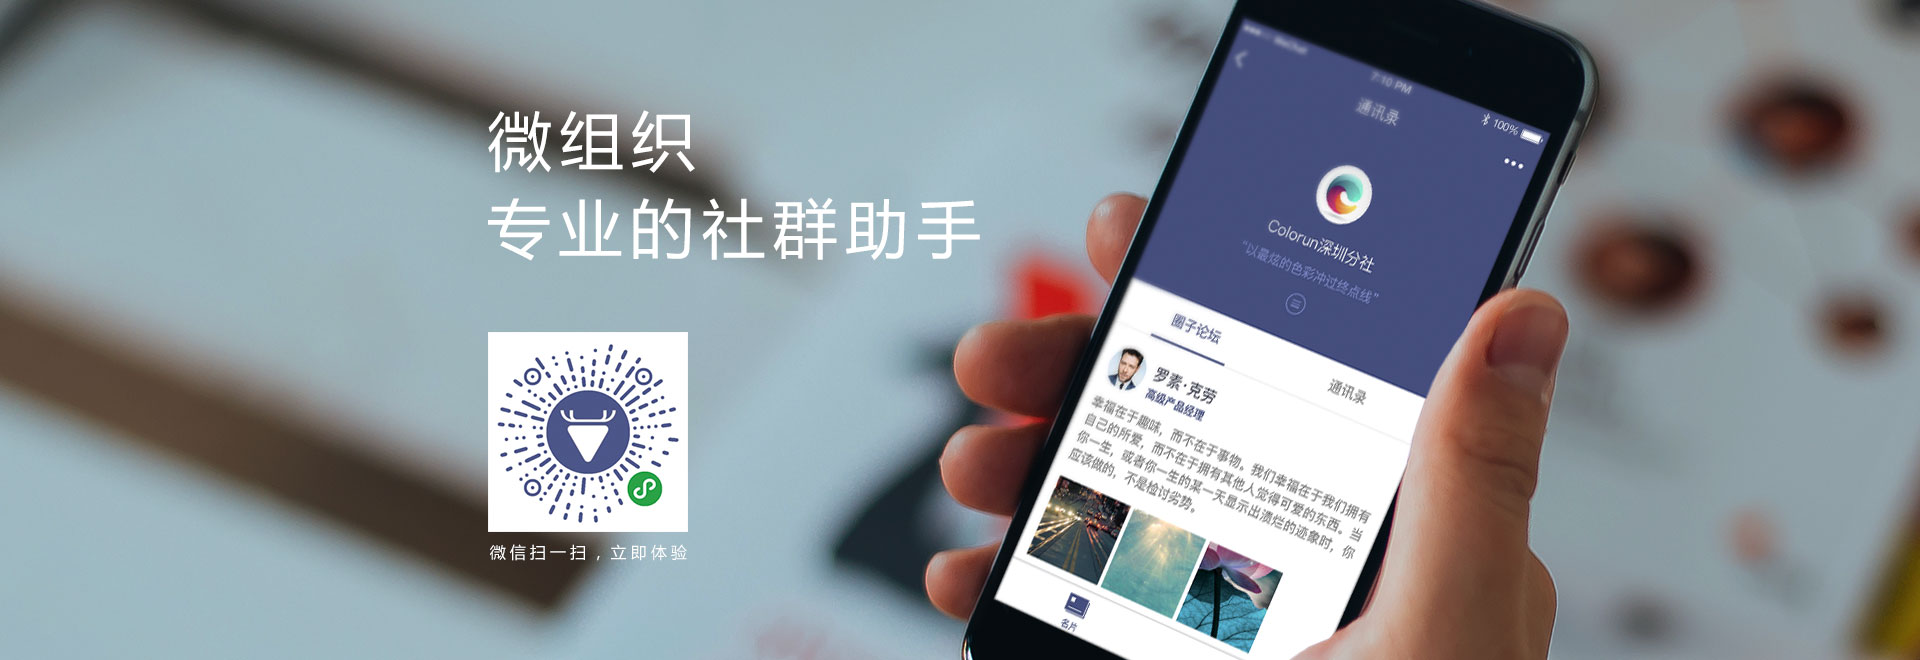 微组织
专业的社群助手
微信扫一扫，立即体验
WeChat
7:10 PM
100%
通讯录
Colorun深圳分社
“以最炫的色彩冲过终点线”
圈子论坛
通讯录
罗素·克劳
高级产品经理
幸福在于趣味，而不在于事物。我们幸福在于我们拥有
自己的所爱，而不在于拥有其他人觉得可爱的东西。当
你一生，或者你一生的某一天显示出溃烂的迹象时，你
应该做的，不是检讨劣势。
名片